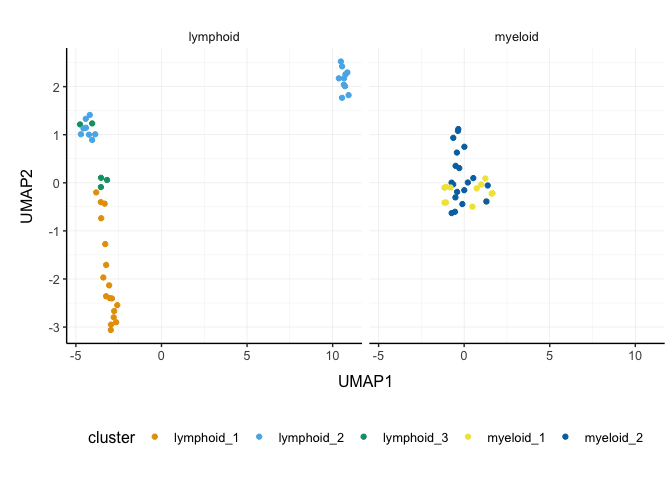 lymphoid myeloid
2
1
0
-1
-2
-3
UMAP2
-5 0 5 10 -5 0 5 10
UMAP1
cluster lymphoid_1 lymphoid_2 lymphoid_3 myeloid_1 myeloid_2